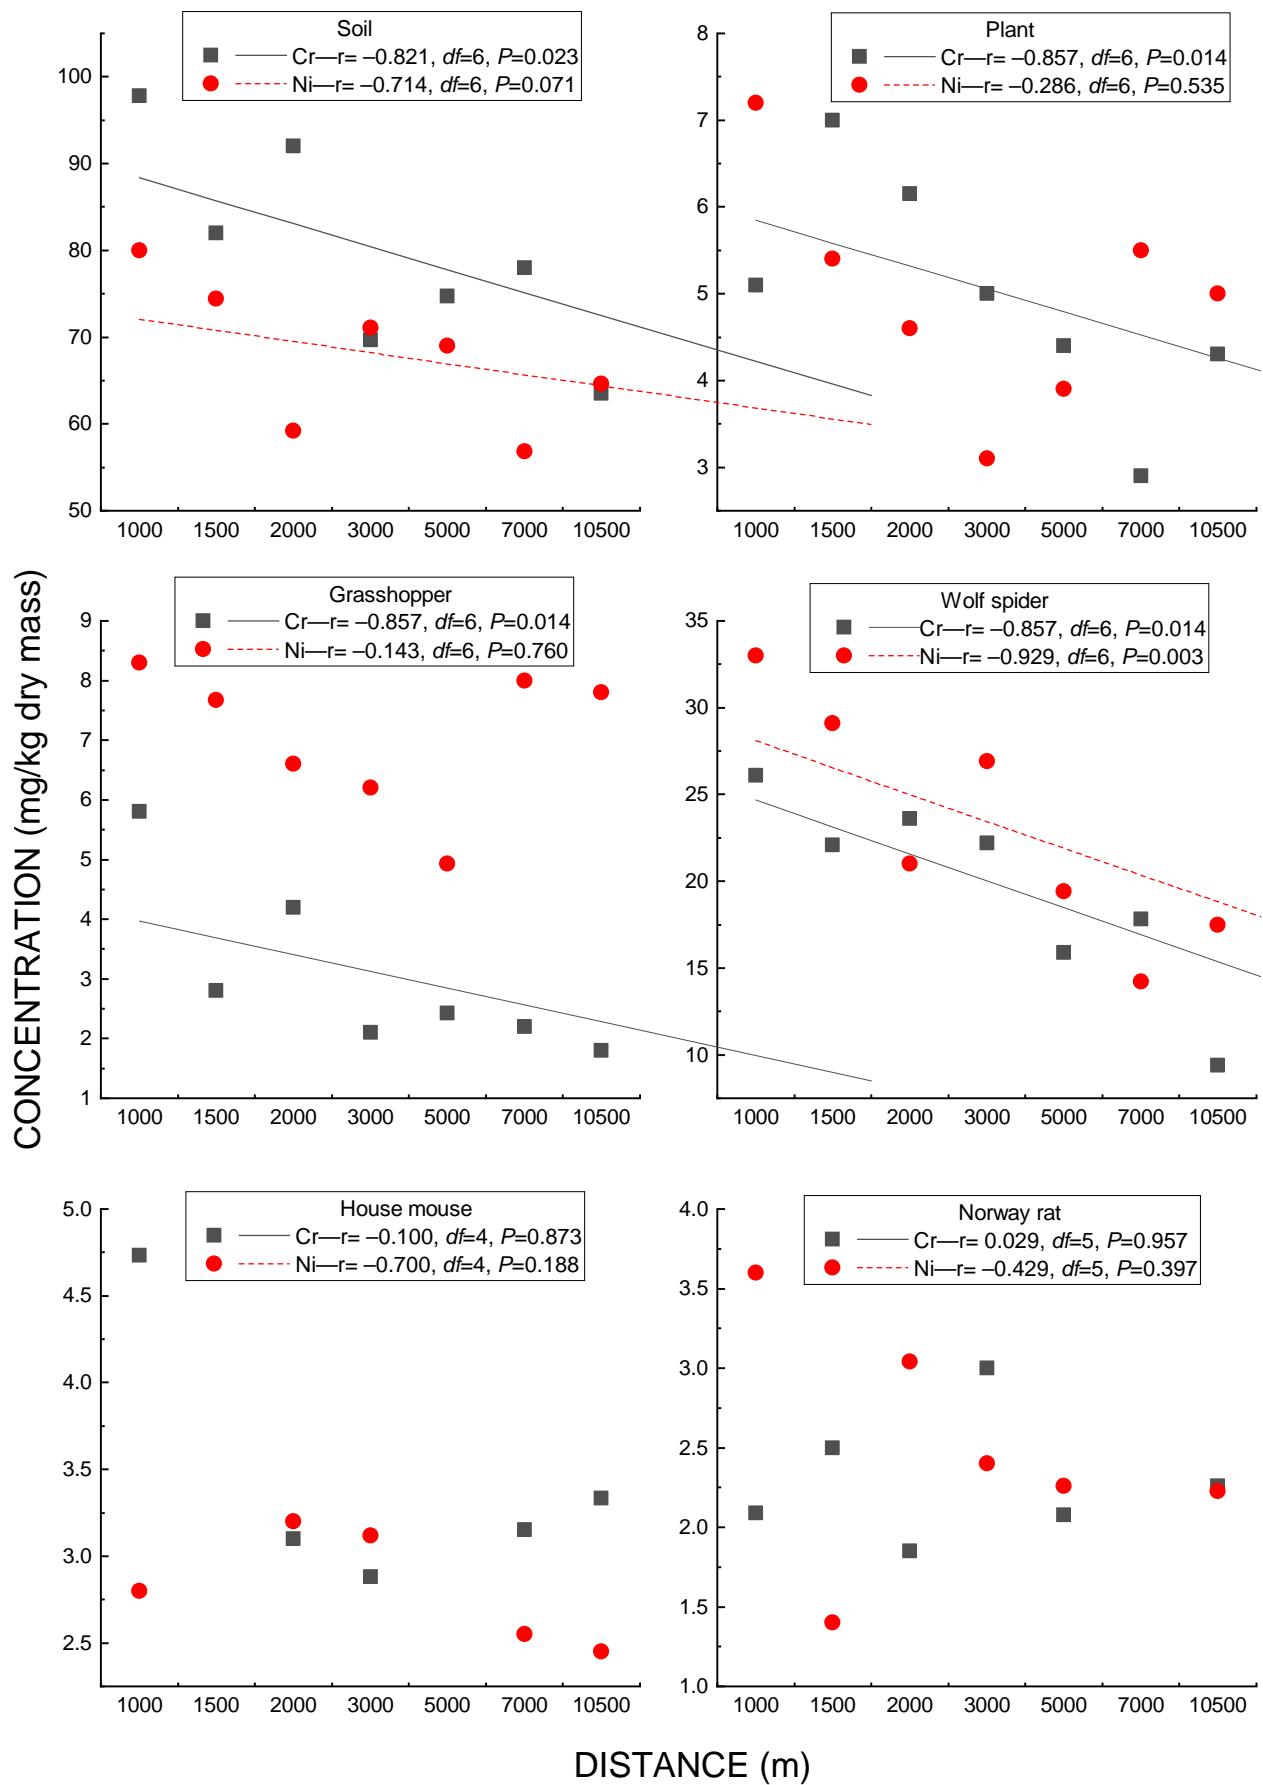 Soil
Cr—r= –0.821, df=6, P=0.023
Ni—r= –0.714, df=6, P=0.071
100
90
80
70
60
50
1000 1500 2000 3000 5000 7000 10500
Plant
Cr—r= –0.857, df=6, P=0.014
Ni—r= –0.286, df=6, P=0.535
8
7
6
5
4
3
1000 1500 2000 3000 5000 7000 10500
CONCENTRATION (mg/kg dry mass)
Grasshopper
Cr—r= –0.857, df=6, P=0.014
Ni—r= –0.143, df=6, P=0.760
9
8
7
6
5
4
3
2
1
1000 1500 2000 3000 5000 7000 10500
Wolf spider
Cr—r= –0.857, df=6, P=0.014
Ni—r= –0.929, df=6, P=0.003
35
30
25
20
15
10
1000 1500 2000 3000 5000 7000 10500
House mouse
Cr—r= –0.100, df=4, P=0.873
Ni—r= –0.700, df=4, P=0.188
5.0
4.5
4.0
3.5
3.0
2.5
1000 1500 2000 3000 5000 7000 10500
Norway rat
Cr—r= 0.029, df=5, P=0.957
Ni—r= –0.429, df=5, P=0.397
4.0
3.5
3.0
2.5
2.0
1.5
1.0
1000 1500 2000 3000 5000 7000 10500
DISTANCE (m)